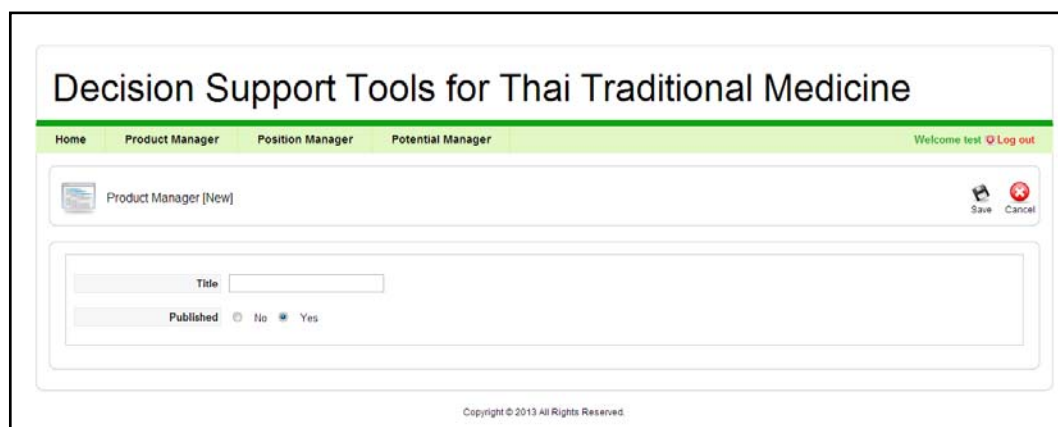 Decision Support Tools for Thai Traditional Medicine
Home Product Manager Position Manager Potential Manager Welcome test Log out
Product Manager [New] Save Cancel
Title
Published No Yes
Copyright © 2013 All Rights Reserved.